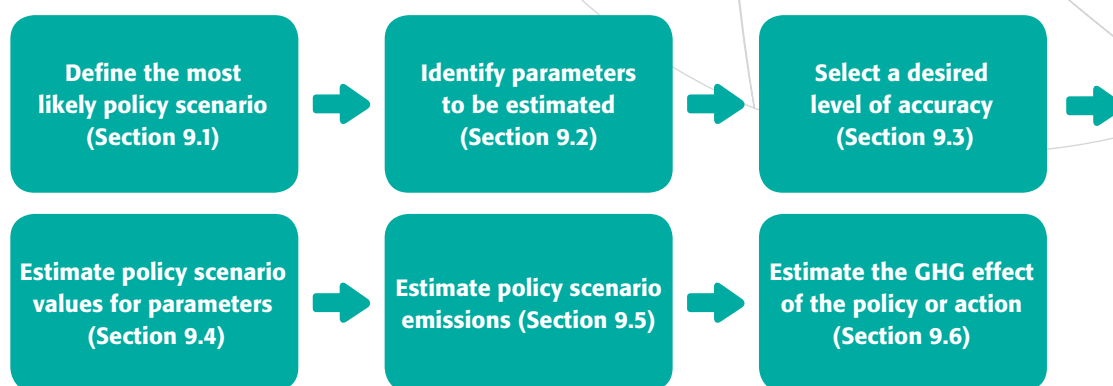 Define the most
likely policy scenario
(Section 9.1)
Identify parameters
to be estimated
(Section 9.2)
Select a desired
level of accuracy
(Section 9.3)
Estimate policy scenario
values for parameters
(Section 9.4)
Estimate policy scenario
emissions (Section 9.5)
Estimate the GHG effect
of the policy or action
(Section 9.6)